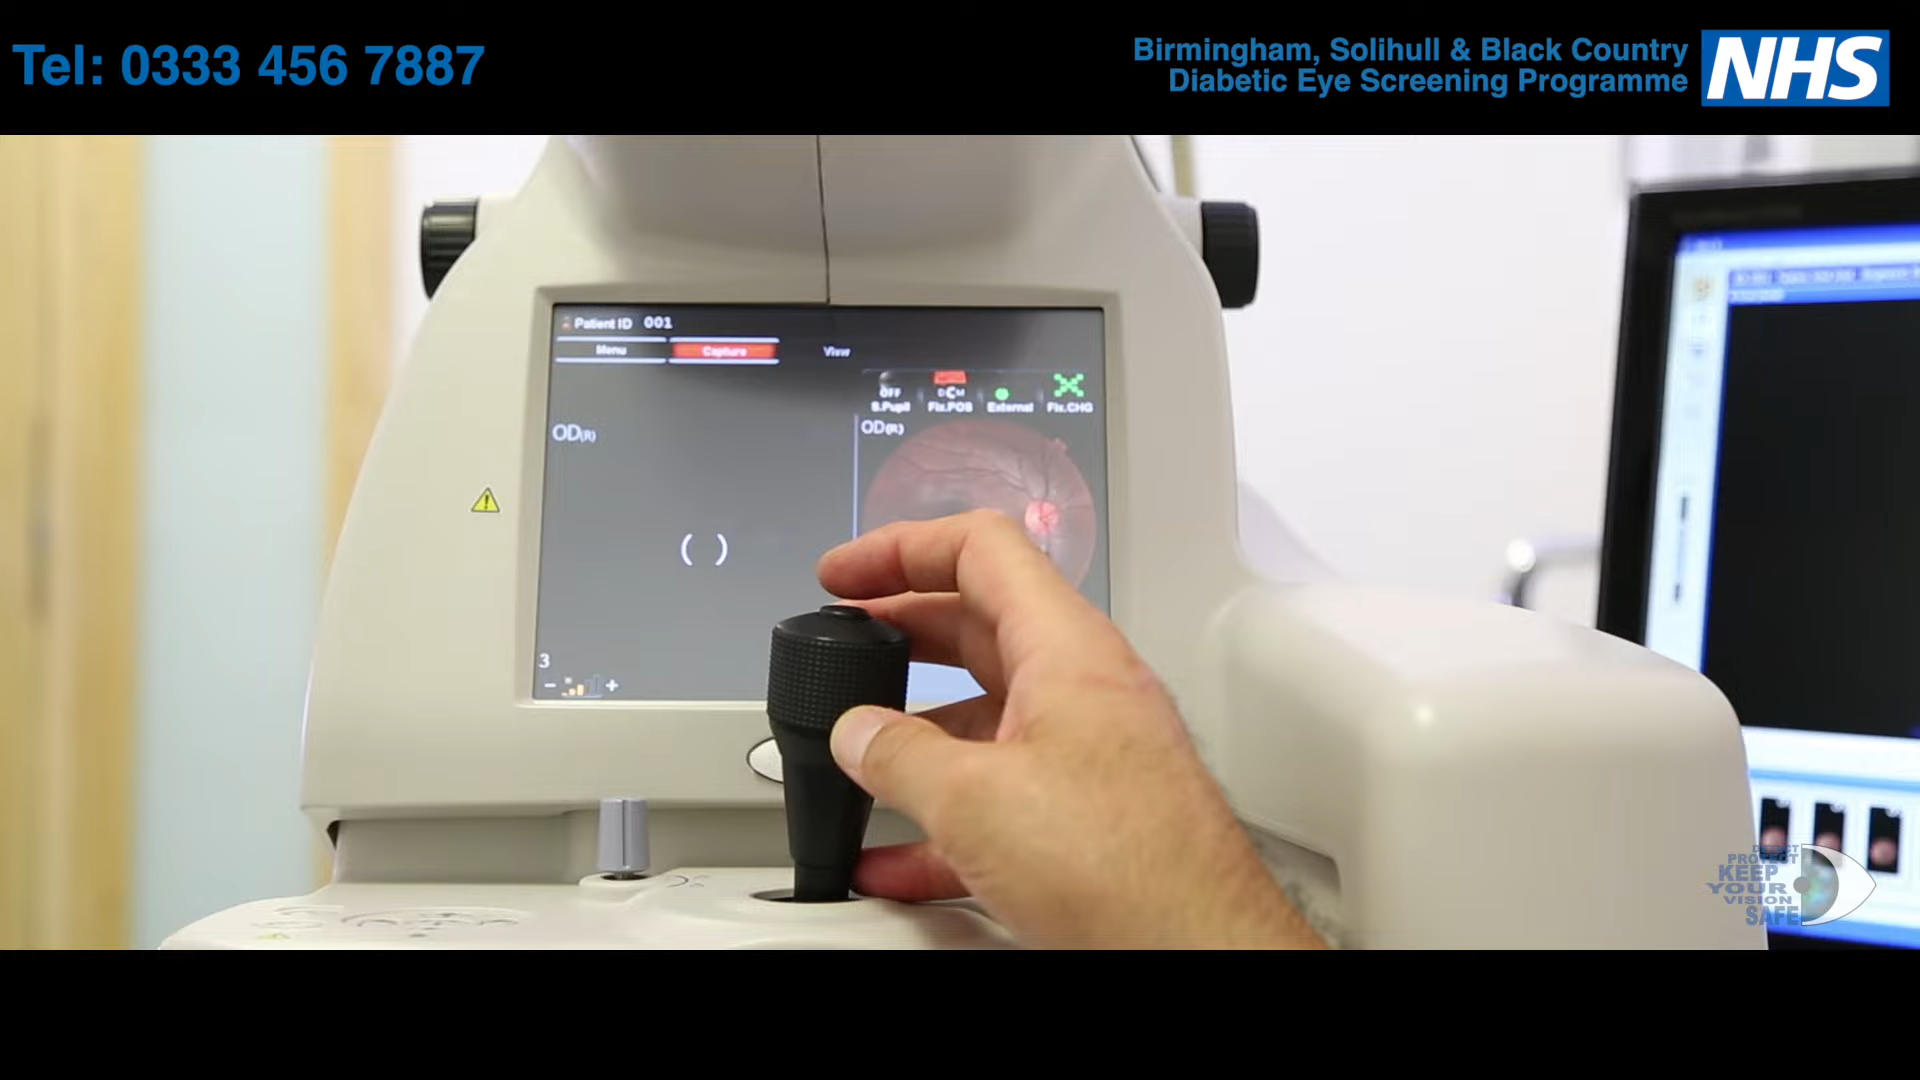 Tel: 0333 456 7887
Birmingham, Solihull & Black Country
Diabetic Eye Screening Programme
NHS
Patient ID 001
Menu
Capture
View
OFF
S.Pupil
Fix.POS
External
Fix.CHG
OD(R)
OD(R)
3
- +
PROTECT
KEEP
YOUR
VISION
SAFE